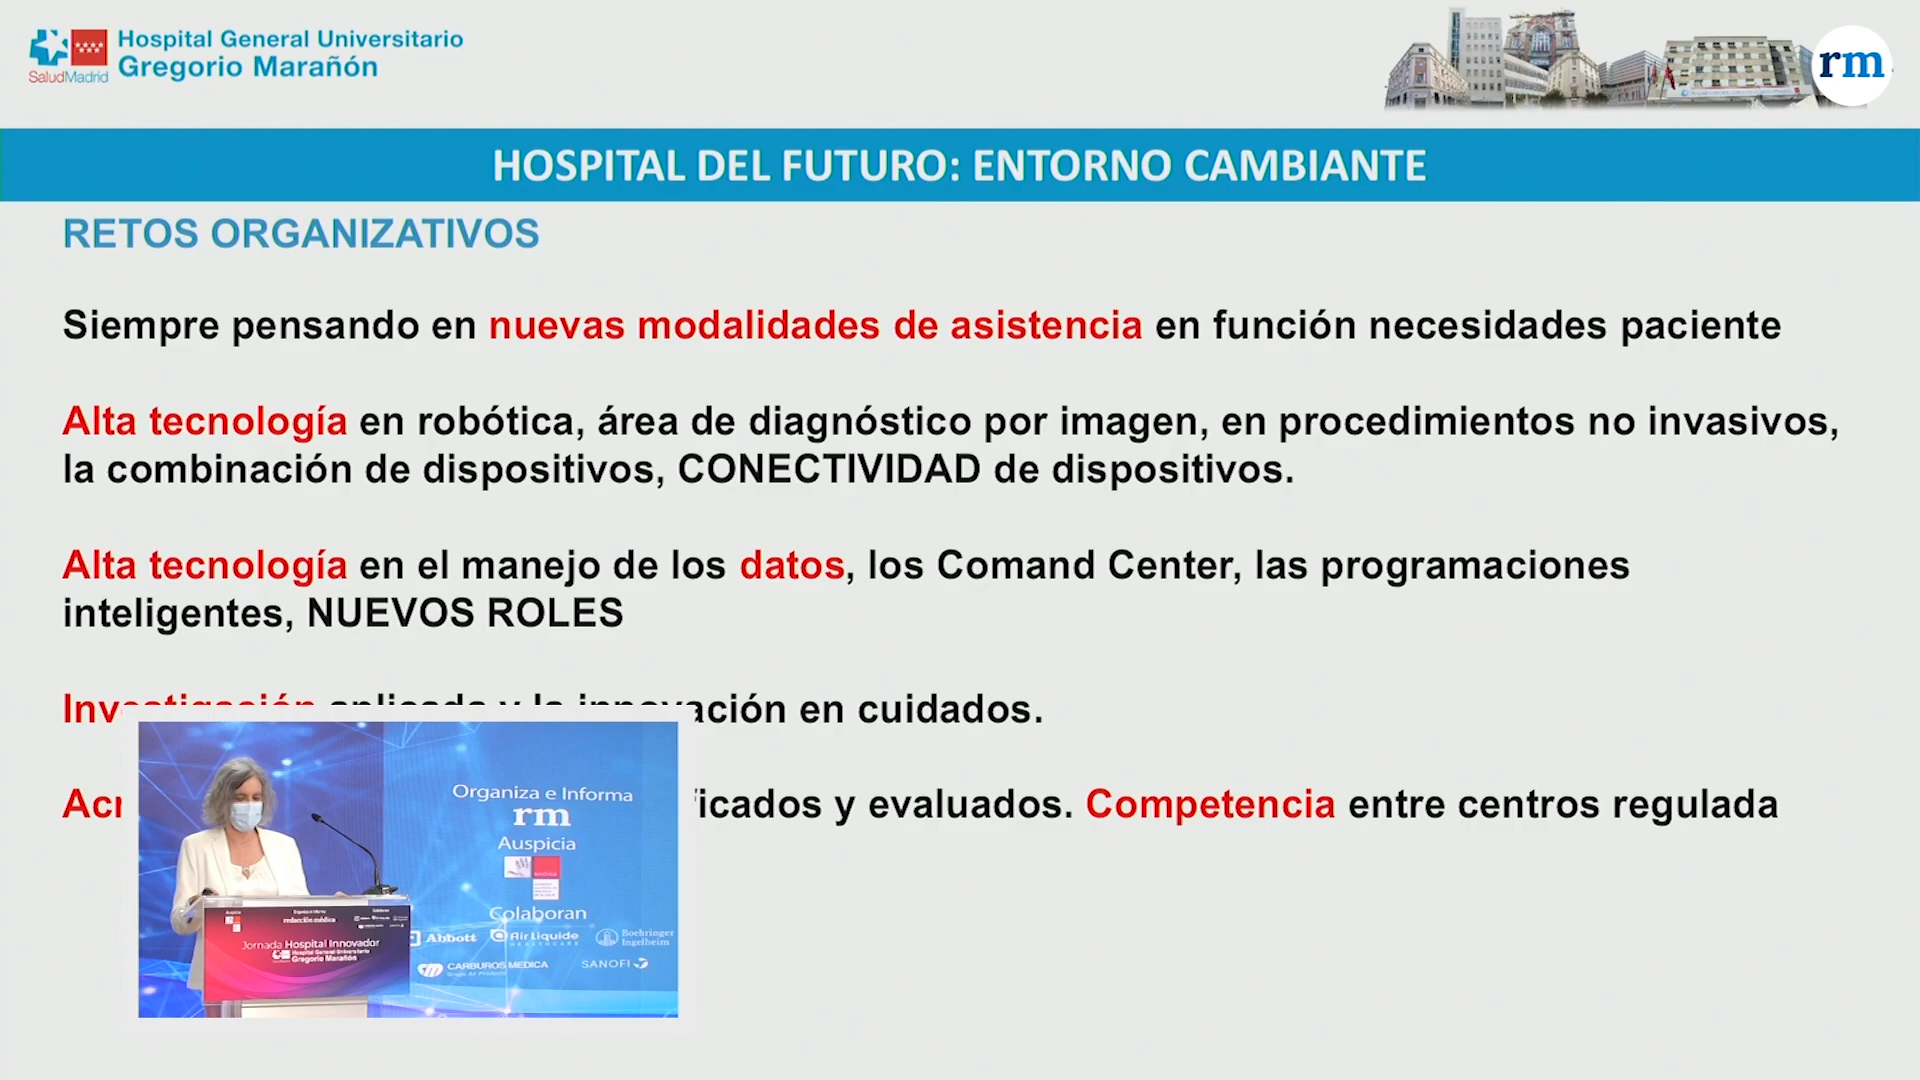 Hospital General Universitario
Gregorio Marañón
SaludMadrid
rm
HOSPITAL DEL FUTURO: ENTORNO CAMBIANTE
RETOS ORGANIZATIVOS
Siempre pensando en nuevas modalidades de asistencia en función necesidades paciente
Alta tecnología en robótica, área de diagnóstico por imagen, en procedimientos no invasivos,
la combinación de dispositivos, CONECTIVIDAD de dispositivos.
Alta tecnología en el manejo de los datos, los Comand Center, las programaciones
inteligentes, NUEVOS ROLES
Investigación aplicada y la innovación en cuidados.
y evaluados. Competencia entre centros regulada
Organiza e Informa
rm
Auspicia
sedisa
Colaboran
Abbott
Air Liquide
HEALTHCARE
Boehringer
Ingelheim
CARBUROS MEDICA
SANOFI
redacción médica
Jornada Hospital Innovador
Hospital General Universitario
Gregorio Marañón